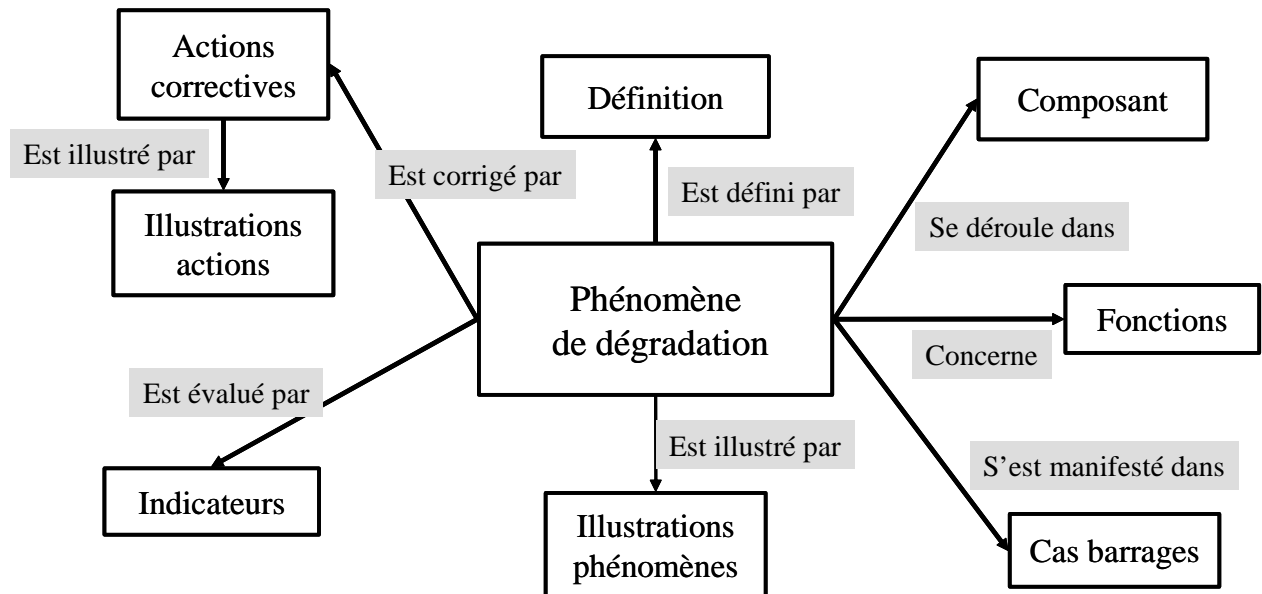 Actions
correctives
Définition
Composant
Est illustré par
Est corrigé par
Est défini par
Illustrations
actions
Se déroule dans
Phénomène
de dégradation
Fonctions
Concerne
Est évalué par
Est illustré par
S’est manifesté dans
Indicateurs
Illustrations
phénomènes
Cas barrages